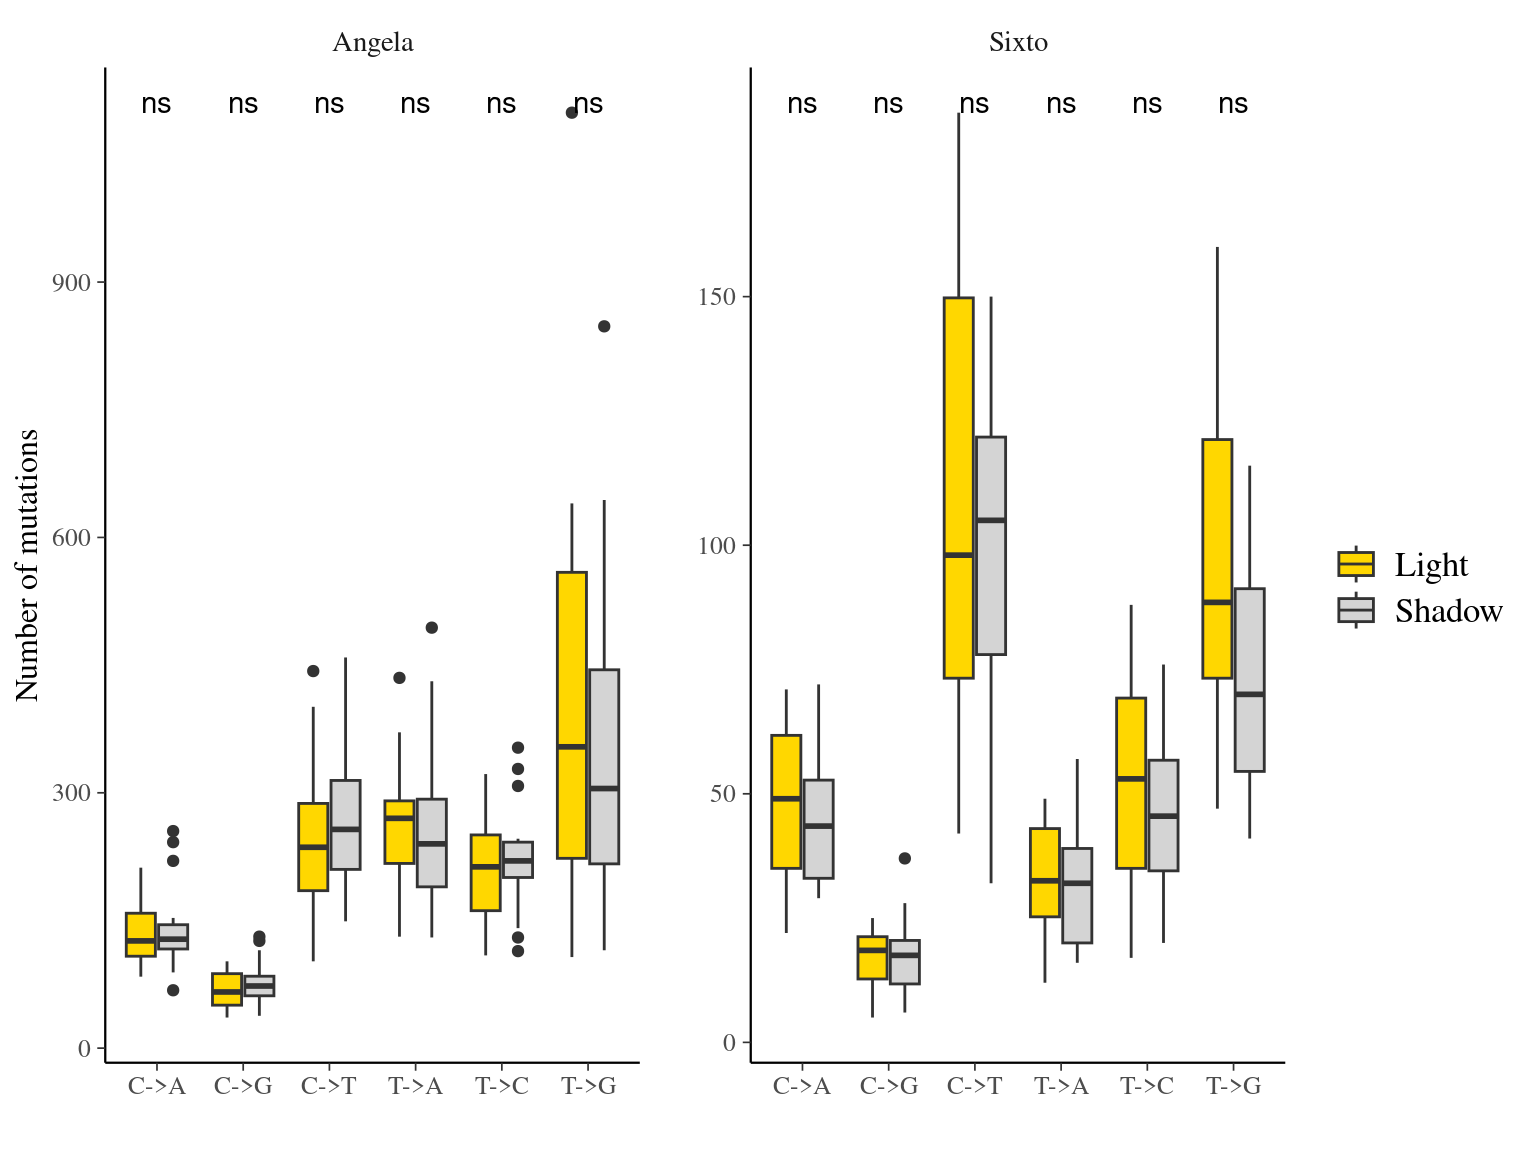 Angela
Sixto
ns ns ns ns ns ns
ns ns ns ns ns ns
900
600
300
0
150
100
50
0
Number of mutations
C->A C->G C->T T->A T->C T->G
C->A C->G C->T T->A T->C T->G
Light
Shadow